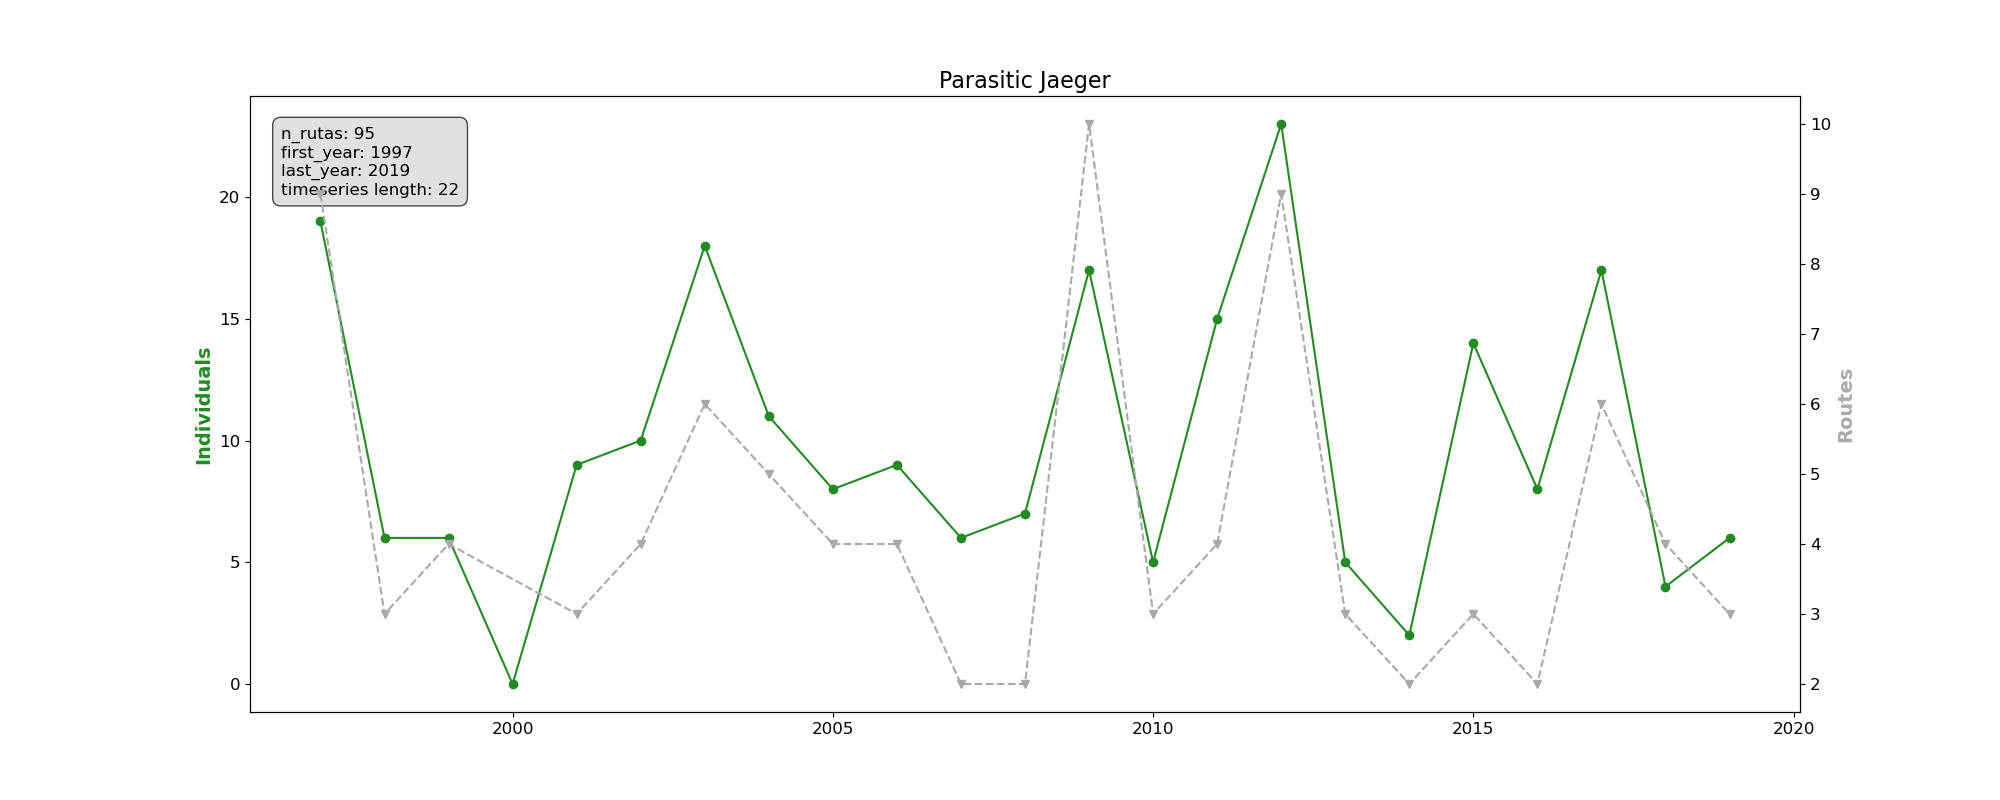 Parasitic Jaeger
n_rutas: 95
first_year: 1997
last_year: 2019
timeseries length: 22
20
15
10
5
0
Individuals
10
9
8
7
6
5
4
3
2
Routes
2000
2005
2010
2015
2020